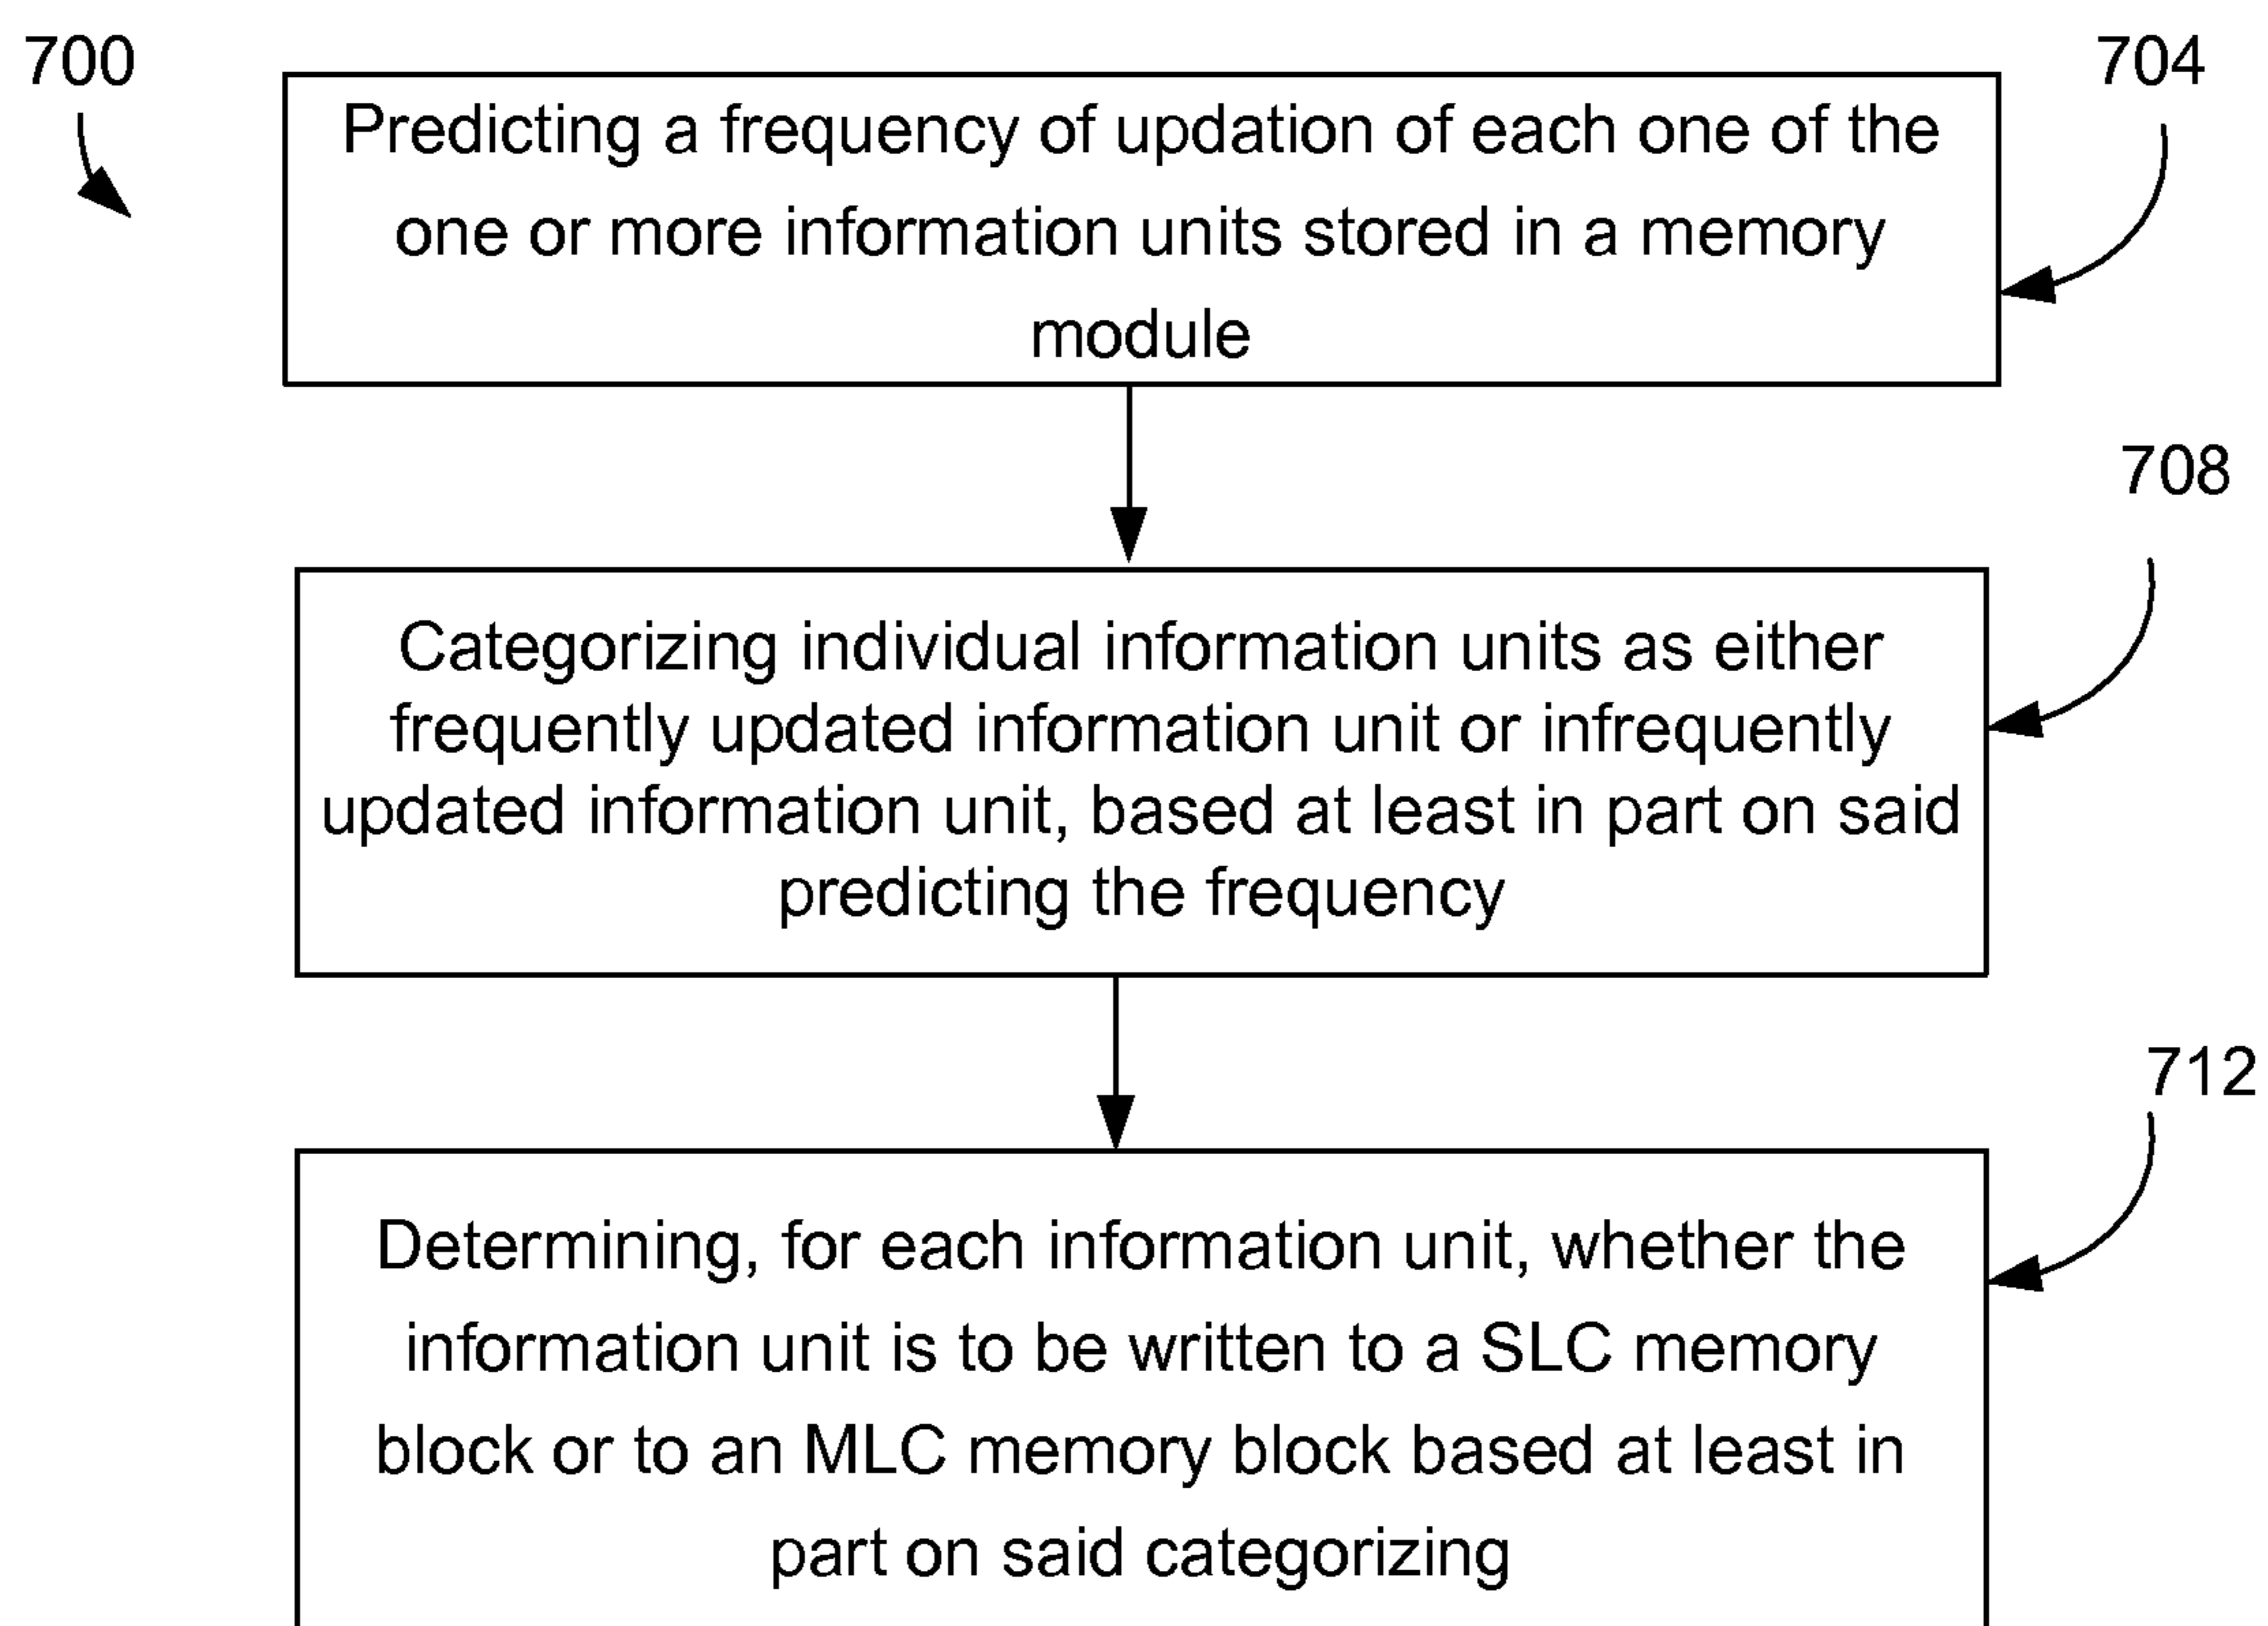 700
704
Predicting a frequency of updation of each one of the
one or more information units stored in a memory
module
708
Categorizing individual information units as either
frequently updated information unit or infrequently
updated information unit, based at least in part on said
predicting the frequency
712
Determining, for each information unit, whether the
information unit is to be written to a SLC memory
block or to an MLC memory block based at least in
part on said categorizing